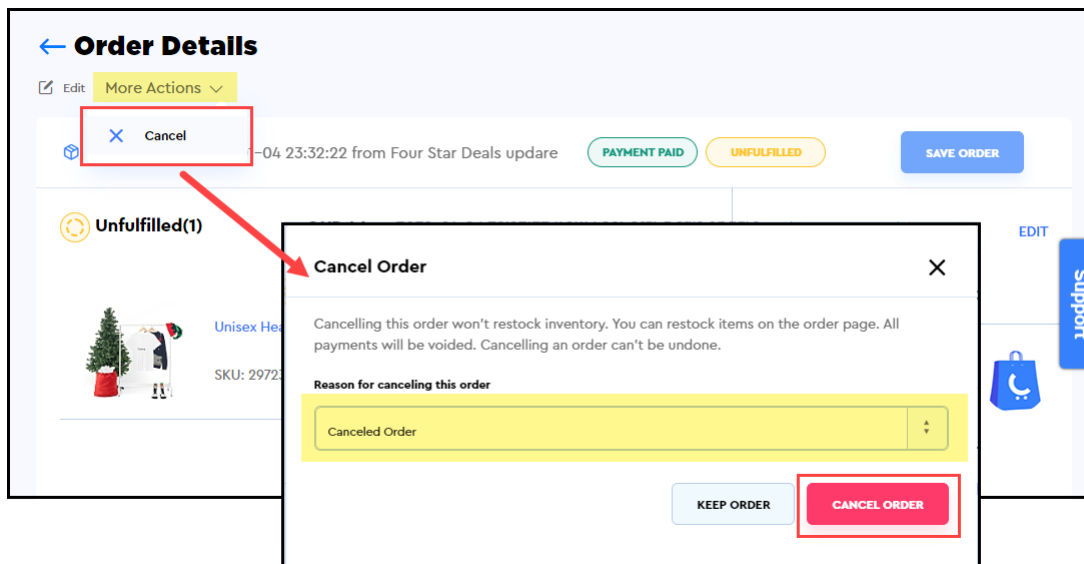 Order Details
Edit More Actions
Cancel
-04 23:32:22 from Four Star Deals updare PAYMENT PAID UNFULFILLED SAVE ORDER
Unfulfilled(1)
EDIT
Support
Cancel Order
Unisex Hea
SKU: 29723
Cancelling this order won't restock inventory. You can restock items on the order page. All
payments will be voided. Cancelling an order can't be undone.
Reason for canceling this order
Canceled Order
KEEP ORDER CANCEL ORDER